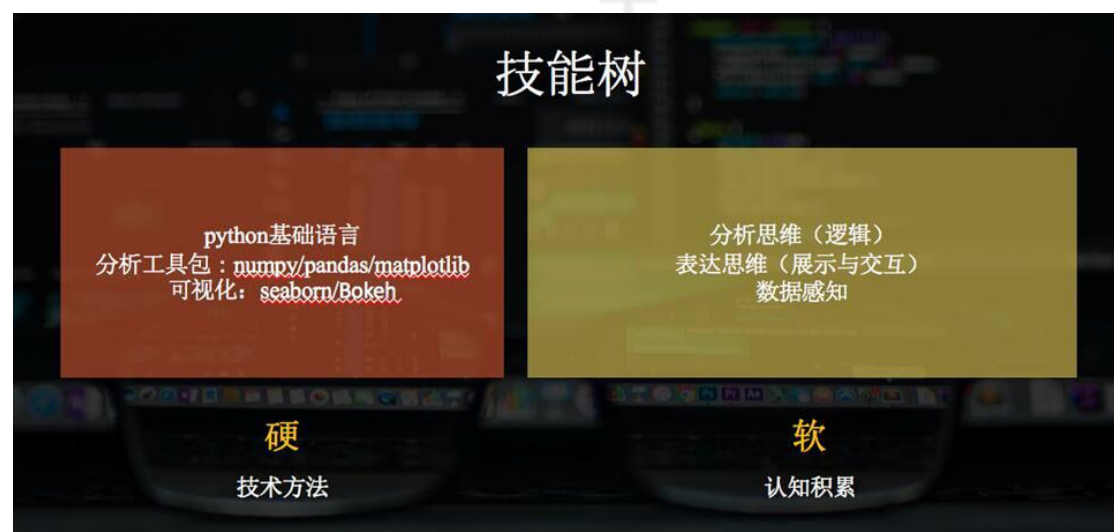 技能树
python基础语言
分析工具包：numpy/pandas/matplotlib
可视化：seaborn/Bokeh
分析思维（逻辑）
表达思维（展示与交互）
数据感知
硬
技术方法
软
认知积累